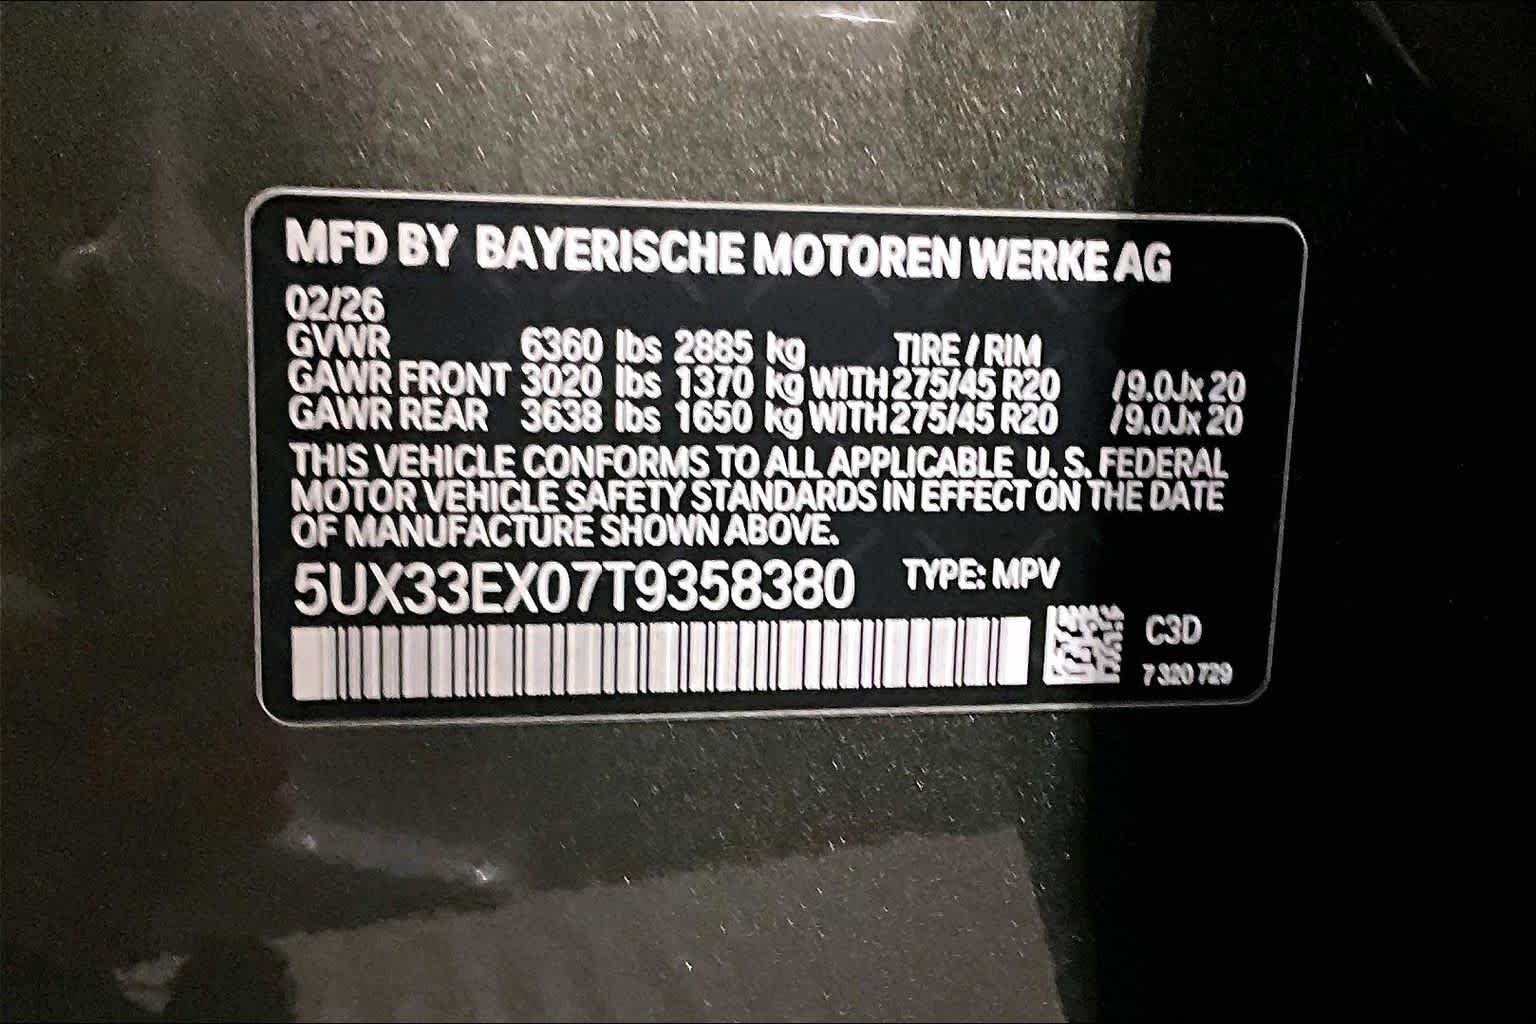 MFD BY BAYERISCHE MOTOREN WERKE AG
02/26
GVWR 6360 lbs 2885 kg TIRE / RIM
GAWR FRONT 3020 lbs 1370 kg WITH 275/45 R20 /9.0Jx 20
GAWR REAR 3638 lbs 1650 kg WITH 275/45 R20 /9.0Jx 20
THIS VEHICLE CONFORMS TO ALL APPLICABLE U.S. FEDERAL
MOTOR VEHICLE SAFETY STANDARDS IN EFFECT ON THE DATE
OF MANUFACTURE SHOWN ABOVE.
5UX33EX07T9358380 TYPE: MPV
C3D
7 320 729